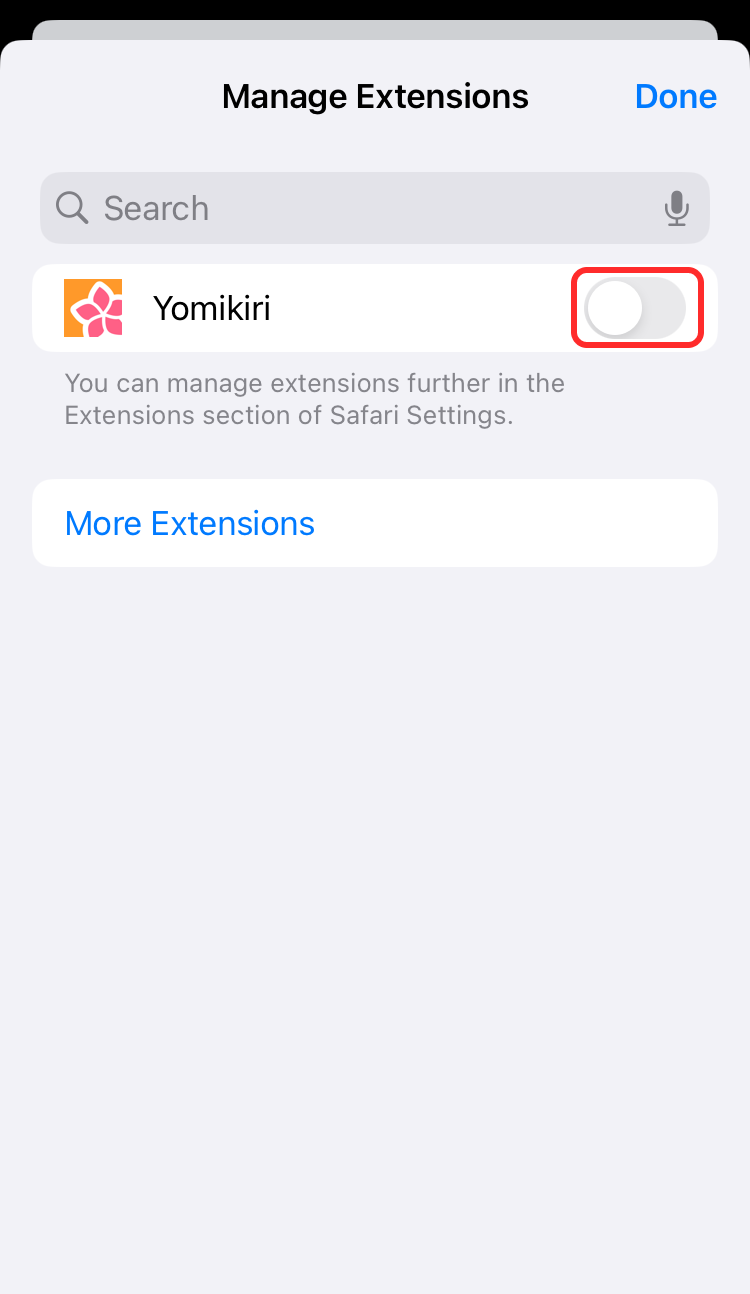 Manage Extensions
Done
Search
Yomikiri
You can manage extensions further in the
Extensions section of Safari Settings.
More Extensions